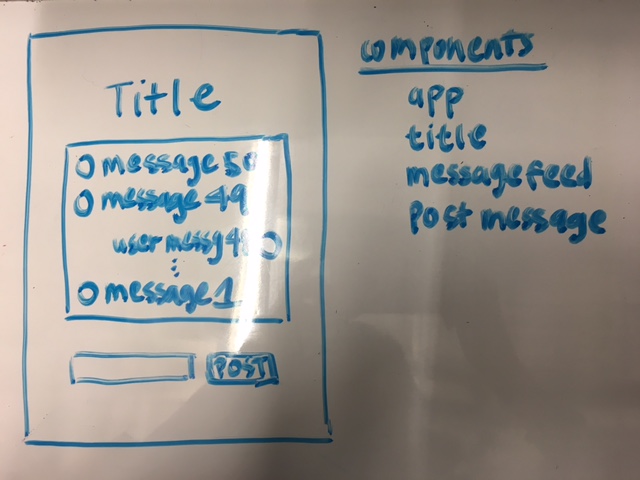 Title
message 50
message 49
user messg 48
message 1
POST
components
app
title
messagefeed
post message